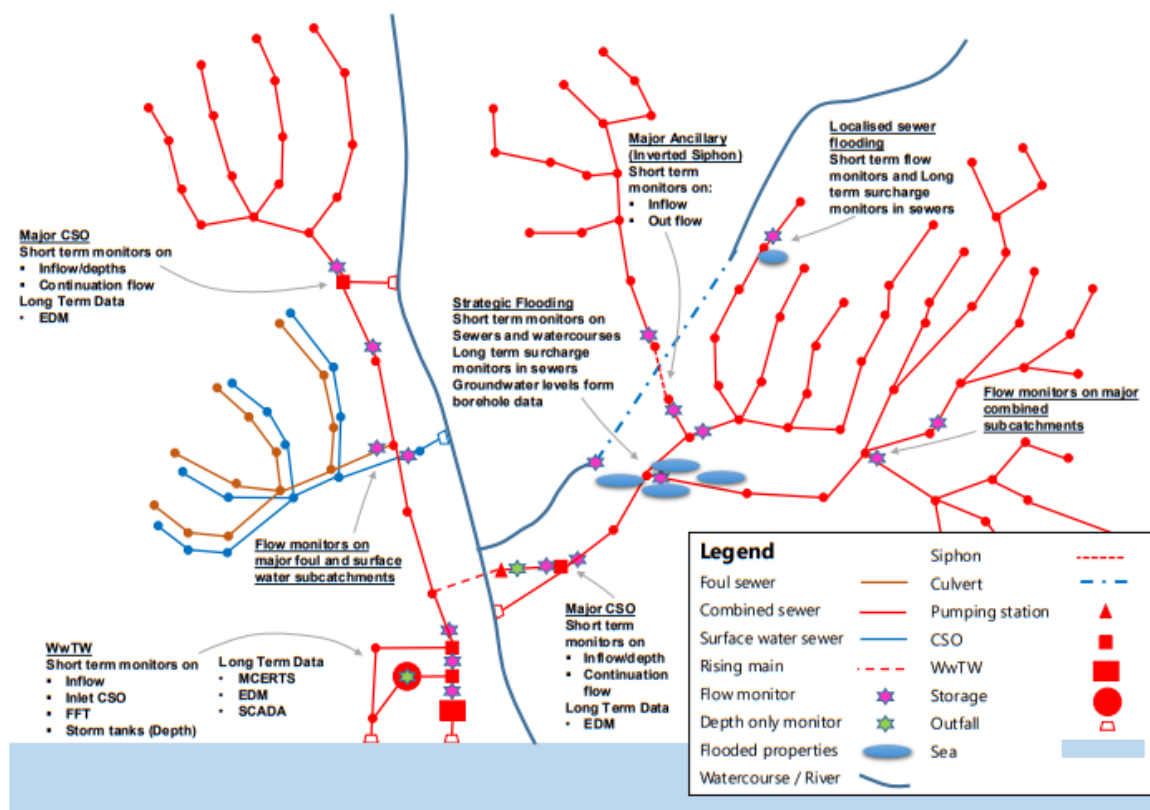 Major CSO
Short term monitors on
▪ Inflow/depths
▪ Continuation flow
Long Term Data
• EDM
Major Ancillary
(Inverted Siphon)
Short term
monitors on:
▪ Inflow
▪ Out flow
Localised sewer
flooding
Short term flow
monitors and Long
term surcharge
monitors in sewers
Strategic Flooding
Short term monitors on
Sewers and watercourses
Long term surcharge
monitors in sewers
Groundwater levels form
borehole data
Flow monitors on major
combined
subcatchments
Flow monitors on
major foul and surface
water subcatchments
WwTW
Short term monitors on
▪ Inflow
▪ Inlet CSO
▪ FFT
▪ Storm tanks (Depth)
Long Term Data
• MCERTS
• EDM
• SCADA
Major CSO
Short term
monitors on
▪ Inflow/depth
▪ Continuation
flow
Long Term Data
▪ EDM
Legend
Foul sewer
Combined sewer
Surface water sewer
Rising main
Flow monitor
Depth only monitor
Flooded properties
Watercourse / River
Siphon
Culvert
Pumping station
CSO
WwTW
Storage
Outfall
Sea